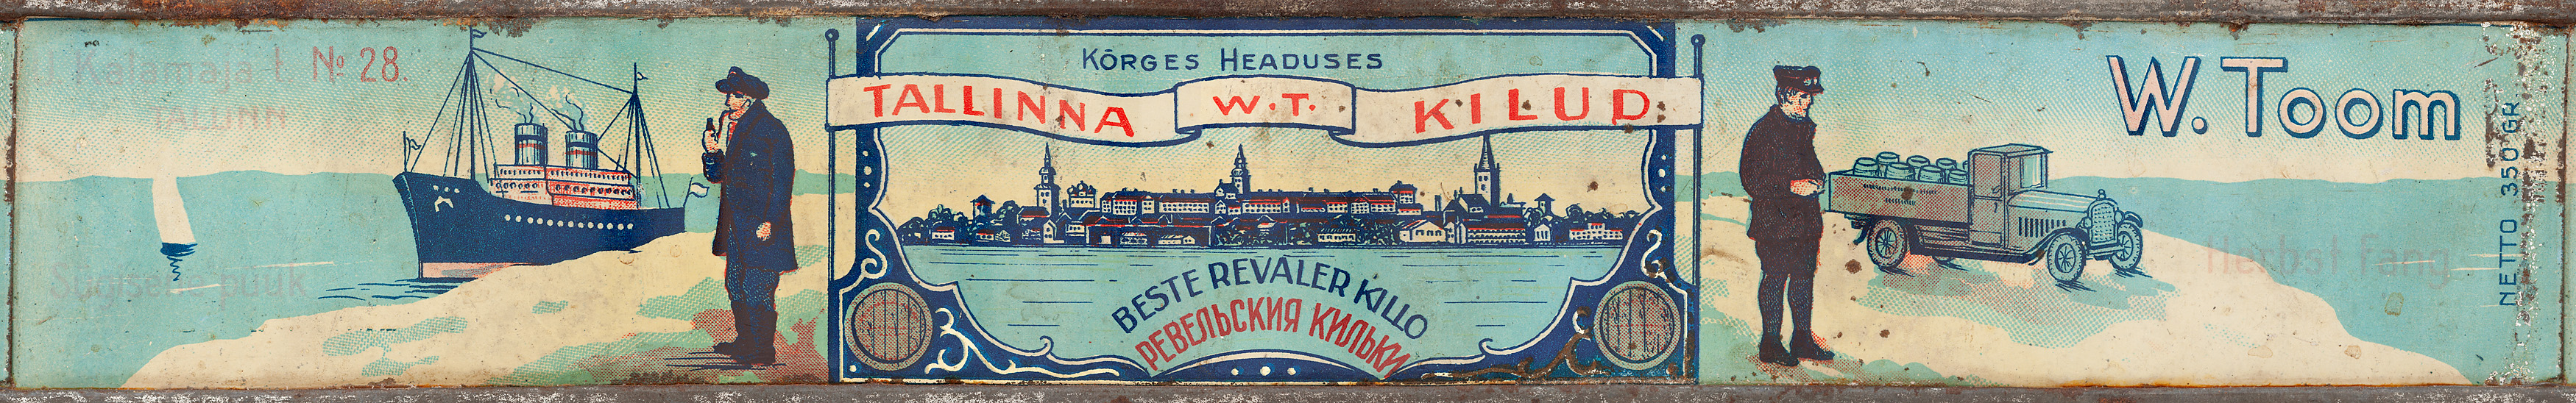 Kalamaja t. № 28.
TALLINN
Sügisene püük
KÕRGES HEADUSES
TALLINNA W.T. KILUD
BESTE REVALER KILLO
РЕВЕЛЬСКИЯ КИЛЬКИ
W. Toom
Herbst Fang
NETTO 350 GR